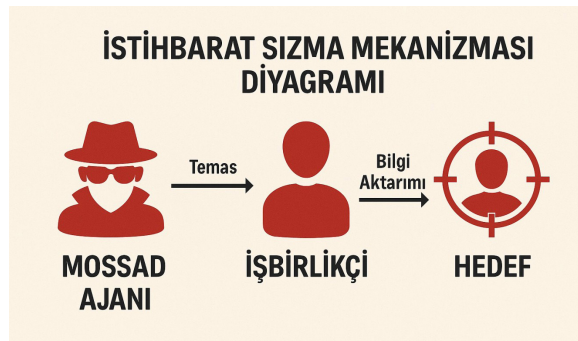 İSTİHBARAT SIZMA MEKANİZMASI
DİYAGRAMI
Temas
Bilgi
Aktarımı
MOSSAD
AJANI
İŞBİRLİKÇİ
HEDEF